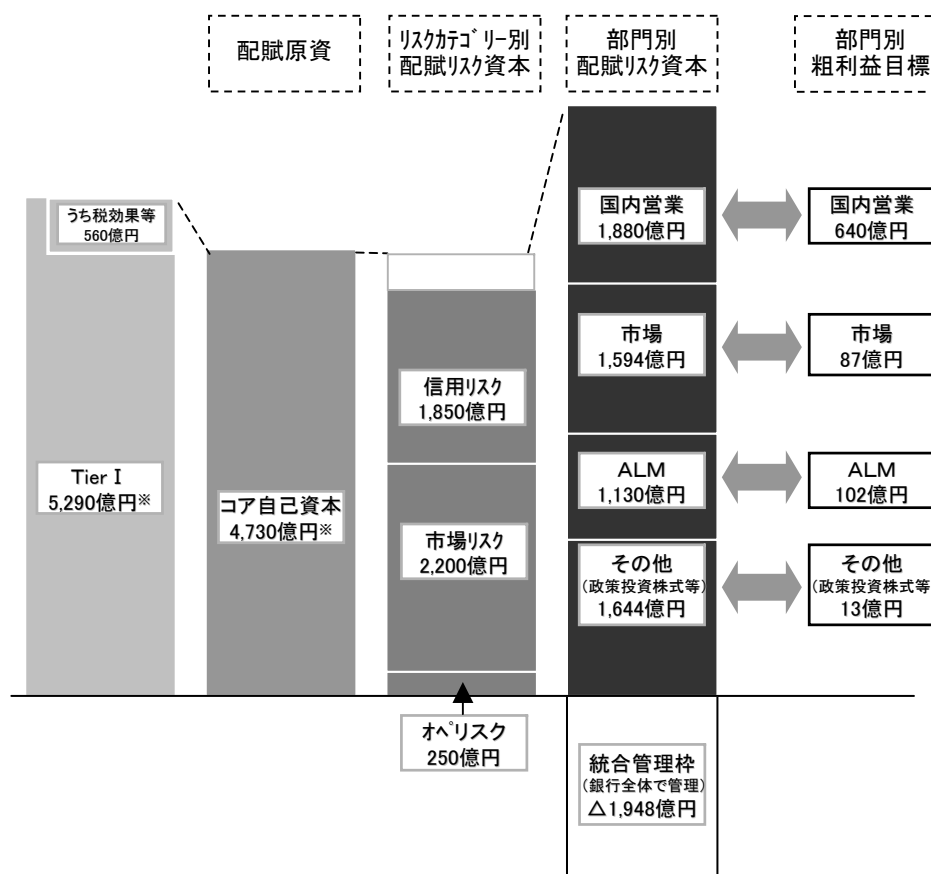 配賦原資
ﾘｽｸｶﾃｺﾞﾘｰ別
配賦ﾘｽｸ資本
部門別
配賦ﾘｽｸ資本
部門別
粗利益目標
うち税効果等
560億円
Tier Ⅰ
5,290億円※
コア自己資本
4,730億円※
信用ﾘｽｸ
1,850億円
市場ﾘｽｸ
2,200億円
ｵﾍﾟﾘｽｸ
250億円
国内営業
1,880億円
市場
1,594億円
ＡＬＭ
1,130億円
その他
(政策投資株式等)
1,644億円
統合管理枠
(銀行全体で管理)
△1,948億円
国内営業
640億円
市場
87億円
ＡＬＭ
102億円
その他
(政策投資株式等
13億円